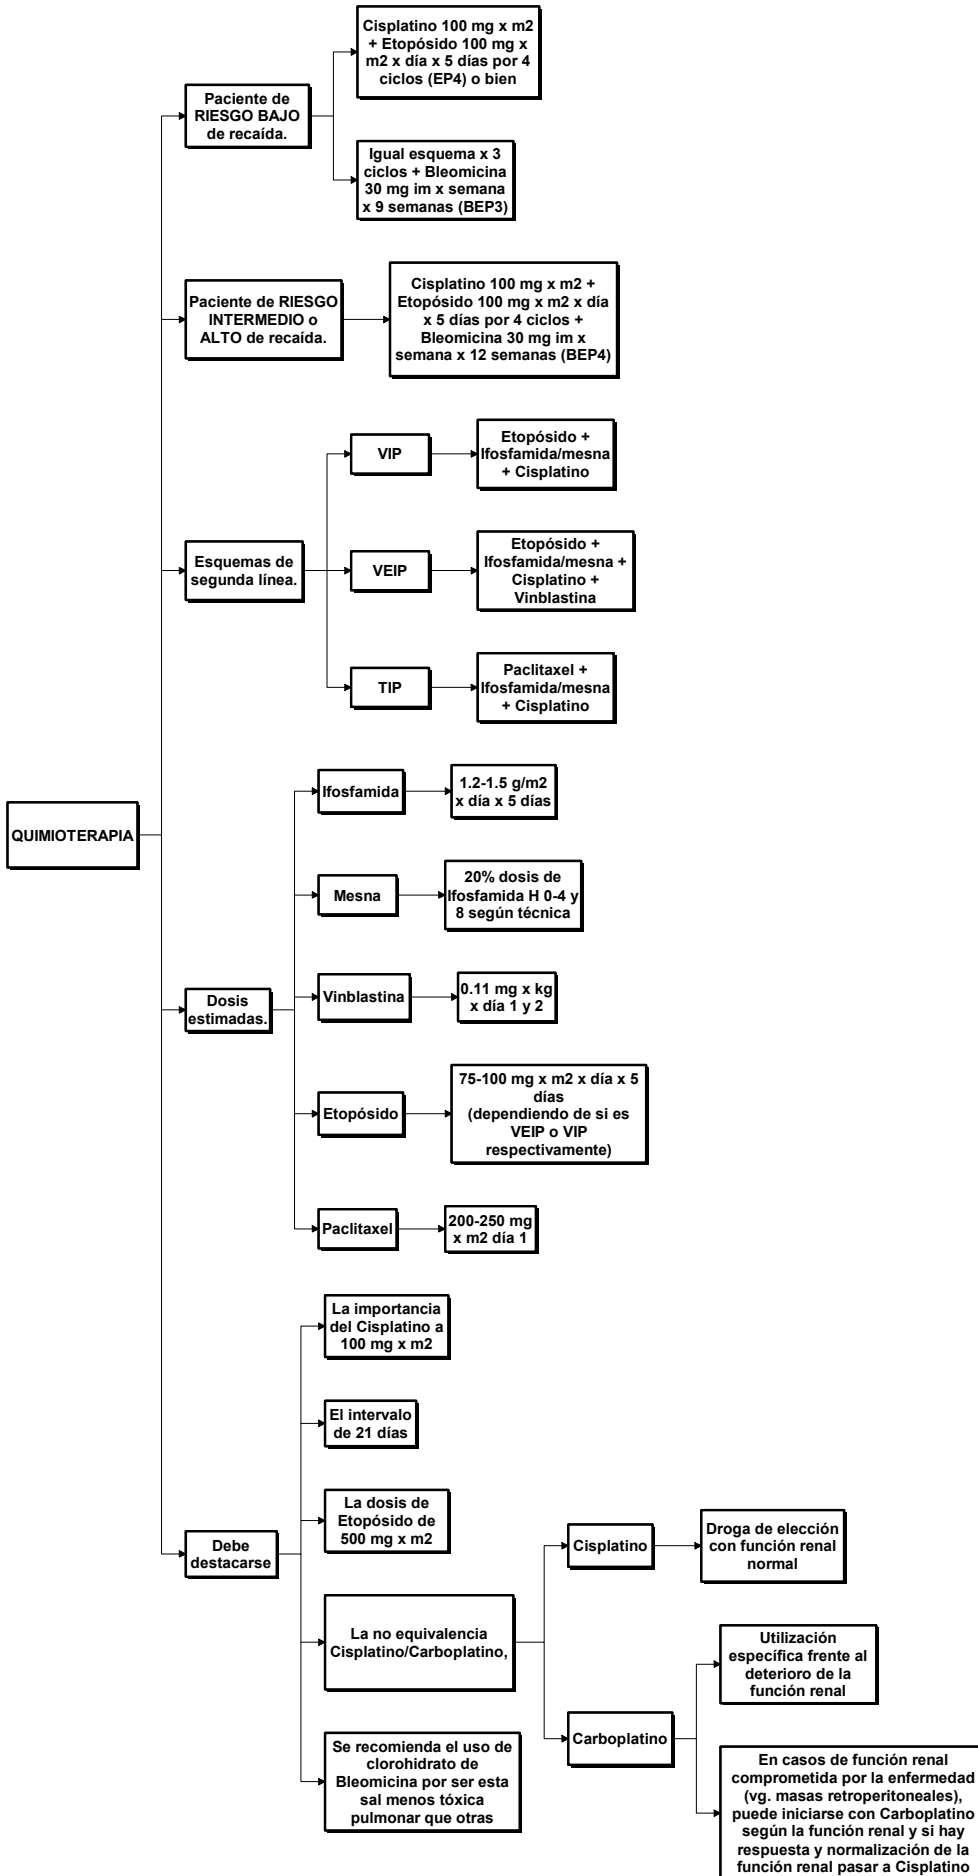 QUIMIOTERAPIA
Paciente de
RIESGO BAJO
de recaída.
Cisplatino 100 mg x m2
+ Etopósido 100 mg x
m2 x día x 5 días por 4
ciclos (EP4) o bien
Igual esquema x 3
ciclos + Bleomicina
30 mg im x semana
x 9 semanas (BEP3)
Paciente de RIESGO
INTERMEDIO o
ALTO de recaída.
Cisplatino 100 mg x m2 +
Etopósido 100 mg x m2 x día
x 5 días por 4 ciclos +
Bleomicina 30 mg im x
semana x 12 semanas (BEP4)
Esquemas de
segunda línea.
VIP
Etopósido +
Ifosfamida/mesna
+ Cisplatino
VEIP
Etopósido +
Ifosfamida/mesna +
Cisplatino +
Vinblastina
TIP
Paclitaxel +
Ifosfamida/mesna
+ Cisplatino
Dosis
estimadas.
Ifosfamida
1.2-1.5 g/m2
x día x 5 días
Mesna
20% dosis de
Ifosfamida H 0-4 y
8 según técnica
Vinblastina
0.11 mg x kg
x día 1 y 2
Etopósido
75-100 mg x m2 x día x 5
días
(dependiendo de si es
VEIP o VIP
respectivamente)
Paclitaxel
200-250 mg
x m2 día 1
Debe
destacarse
La importancia
del Cisplatino a
100 mg x m2
El intervalo
de 21 días
La dosis de
Etopósido de
500 mg x m2
La no equivalencia
Cisplatino/Carboplatino,
Cisplatino
Droga de elección
con función renal
normal
Carboplatino
Utilización
específica frente al
deterioro de la
función renal
En casos de función renal
comprometida por la enfermedad
(vg. masas retroperitoneales),
puede iniciarse con Carboplatino
según la función renal y si hay
respuesta y normalización de la
función renal pasar a Cisplatino
Se recomienda el uso de
clorohidrato de
Bleomicina por ser esta
sal menos tóxica
pulmonar que otras